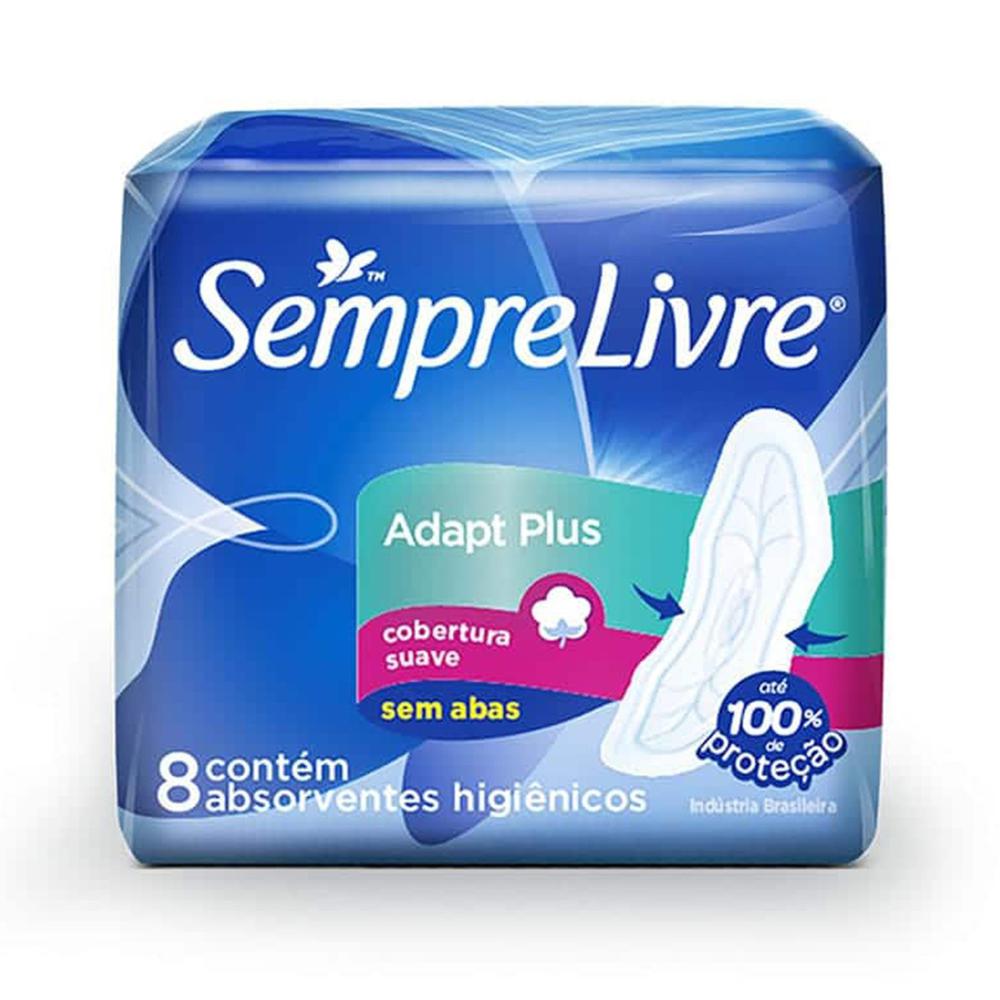 SempreLivre®
™
Adapt Plus
cobertura
suave
sem abas
até
100%
de
proteção
8 contém
absorventes higiênicos
Indústria Brasileira